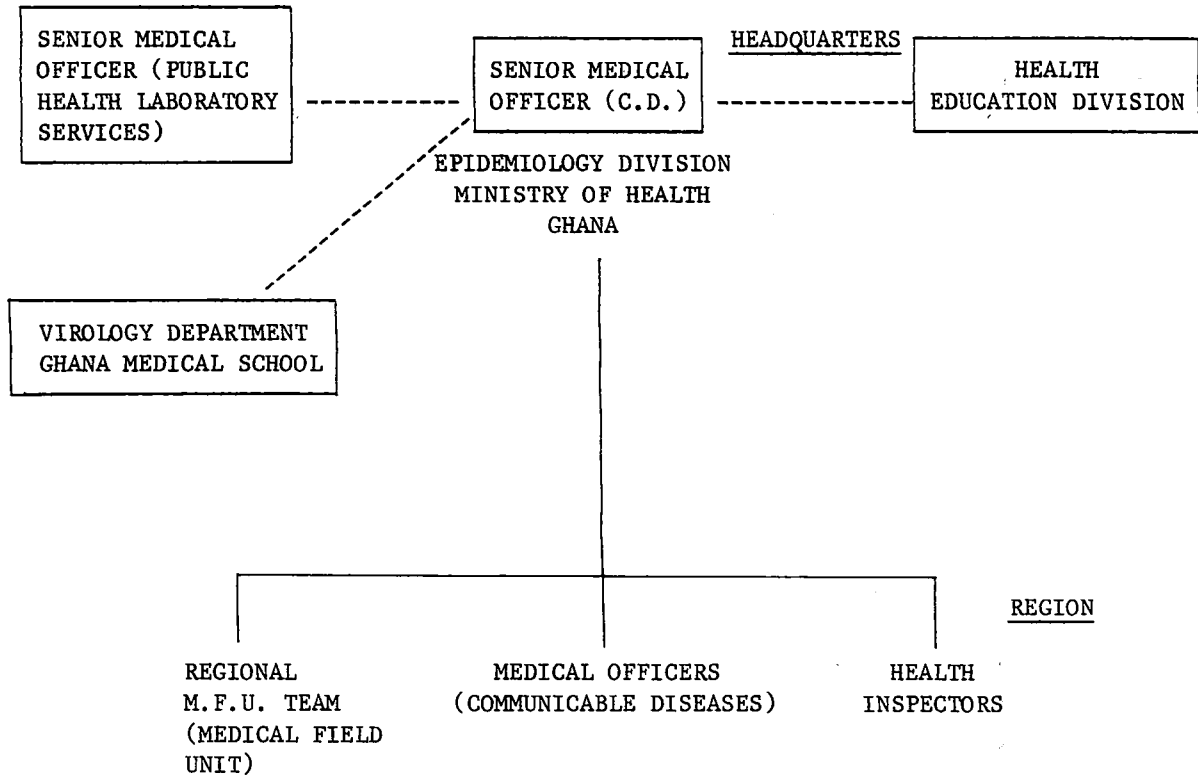 SENIOR MEDICAL
OFFICER (PUBLIC
HEALTH LABORATORY
SERVICES)
HEADQUARTERS
SENIOR MEDICAL
OFFICER (C.D.)
HEALTH
EDUCATION DIVISION
EPIDEMIOLOGY DIVISION
MINISTRY OF HEALTH
GHANA
VIROLOGY DEPARTMENT
GHANA MEDICAL SCHOOL
REGION
REGIONAL
M.F.U. TEAM
(MEDICAL FIELD
UNIT)
MEDICAL OFFICERS
(COMMUNICABLE DISEASES)
HEALTH
INSPECTORS